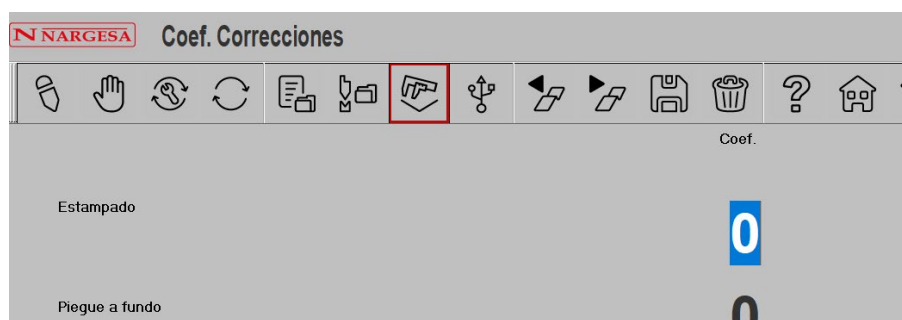 NARGESA Coef. Correcciones
Coef.
Estampado
0
Piegue a fundo
0